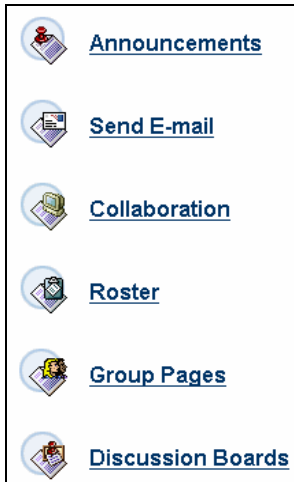 Announcements
Send E-mail
Collaboration
Roster
Group Pages
Discussion Boards